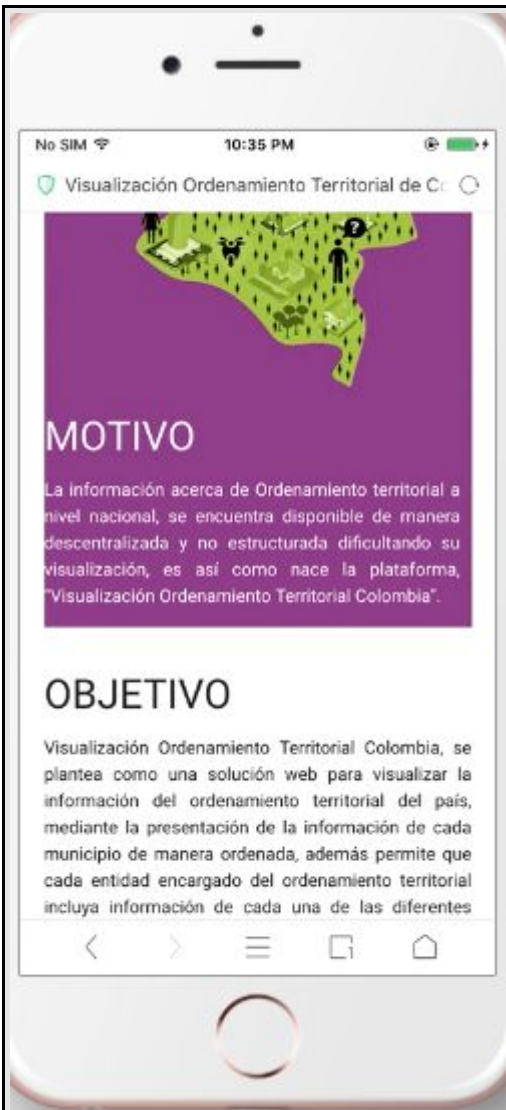 No SIM
10:35 PM
Visualización Ordenamiento Territorial de Cc
?
MOTIVO
La información acerca de Ordenamiento territorial a
nivel nacional, se encuentra disponible de manera
descentralizada y no estructurada dificultando su
visualización, es así como nace la plataforma,
"Visualización Ordenamiento Territorial Colombia".
OBJETIVO
Visualización Ordenamiento Territorial Colombia, se
plantea como una solución web para visualizar la
información del ordenamiento territorial del país,
mediante la presentación de la información de cada
municipio de manera ordenada, además permite que
cada entidad encargado del ordenamiento territorial
incluya información de cada una de las diferentes
1